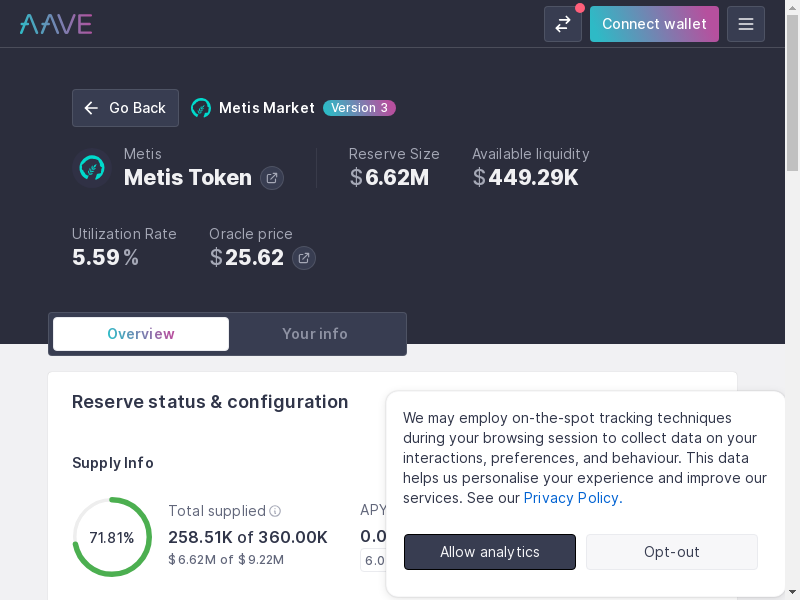 AAVE
Connect wallet
Go Back
Metis Market
Version 3
Metis
Metis Token
Reserve Size
$6.62M
Available liquidity
$449.29K
Utilization Rate
5.59%
Oracle price
$25.62
Overview
Your info
Reserve status & configuration
Supply Info
71.81%
Total supplied
258.51K of 360.00K
$6.62M of $9.22M
APY
0.0
6.0
We may employ on-the-spot tracking techniques
during your browsing session to collect data on your
interactions, preferences, and behaviour. This data
helps us personalise your experience and improve our
services. See our Privacy Policy.
Allow analytics
Opt-out